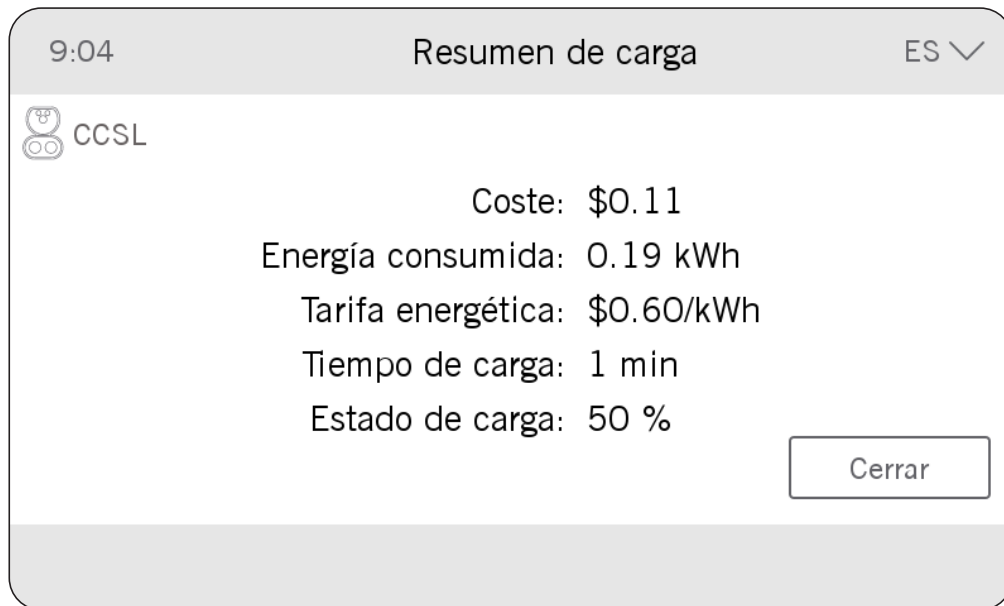 9:04 Resumen de carga ES
CCSL
Coste: $0.11
Energía consumida: 0.19 kWh
Tarifa energética: $0.60/kWh
Tiempo de carga: 1 min
Estado de carga: 50 %
Cerrar